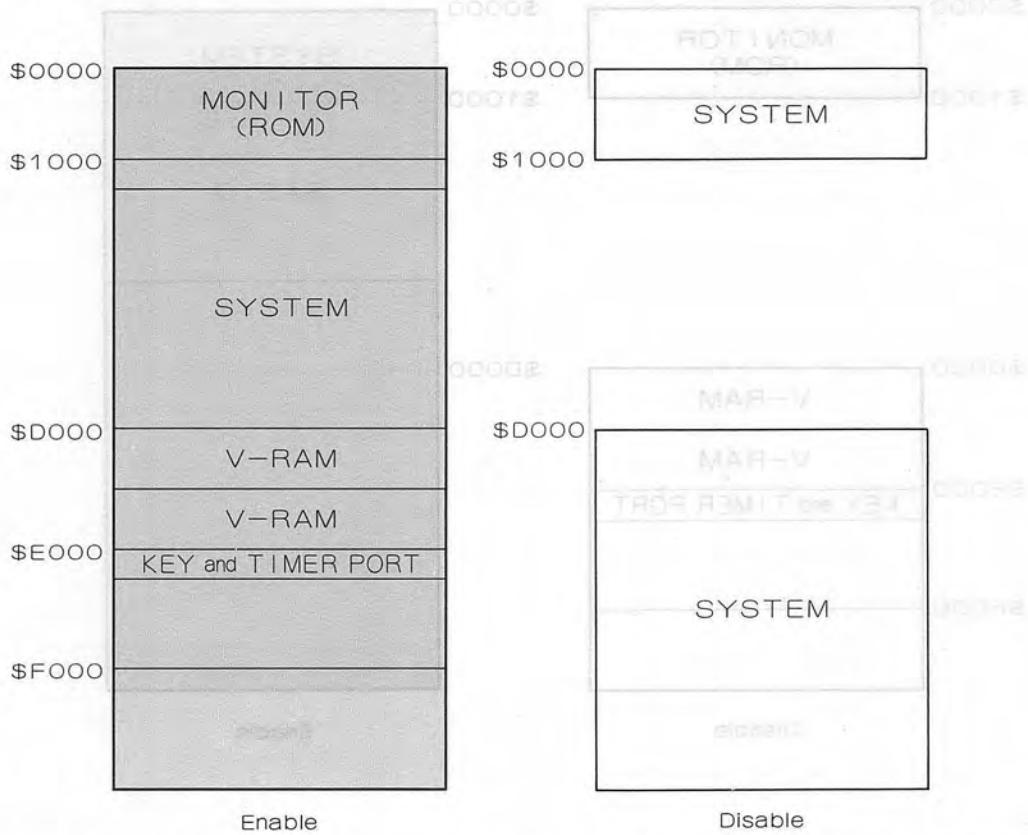 $0000
MONITOR
(ROM)
$1000
SYSTEM
$D000
V-RAM
V-RAM
$E000
KEY and TIMER PORT
$F000
Enable
$0000
SYSTEM
$1000
$D000
SYSTEM
Disable